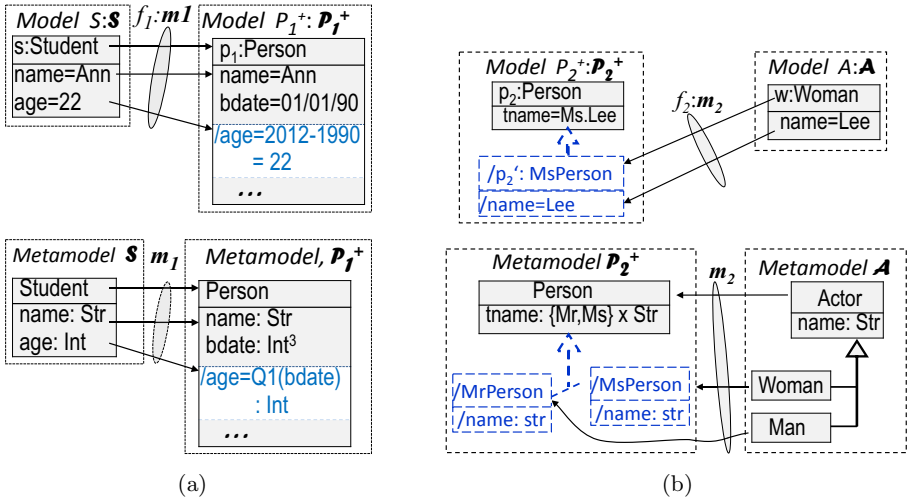 Model S:S
f1:m1
Model P1+: P1+
s:Student
name=Ann
age=22
p1:Person
name=Ann
bdate=01/01/90
/age=2012-1990
= 22
...
Metamodel S
m1
Metamodel, P1+
Student
name: Str
age: Int
Person
name: Str
bdate: Int3
/age=Q1(bdate)
: Int
...
(a)
Model P2+:P2+
p2:Person
tname=Ms.Lee
/p2‘: MsPerson
/name=Lee
f2:m2
Model A:A
w:Woman
name=Lee
Metamodel P2+
Person
tname: {Mr,Ms} x Str
/MrPerson
/name: str
/MsPerson
/name: str
m2
Metamodel A
Actor
name: Str
Woman
Man
(b)